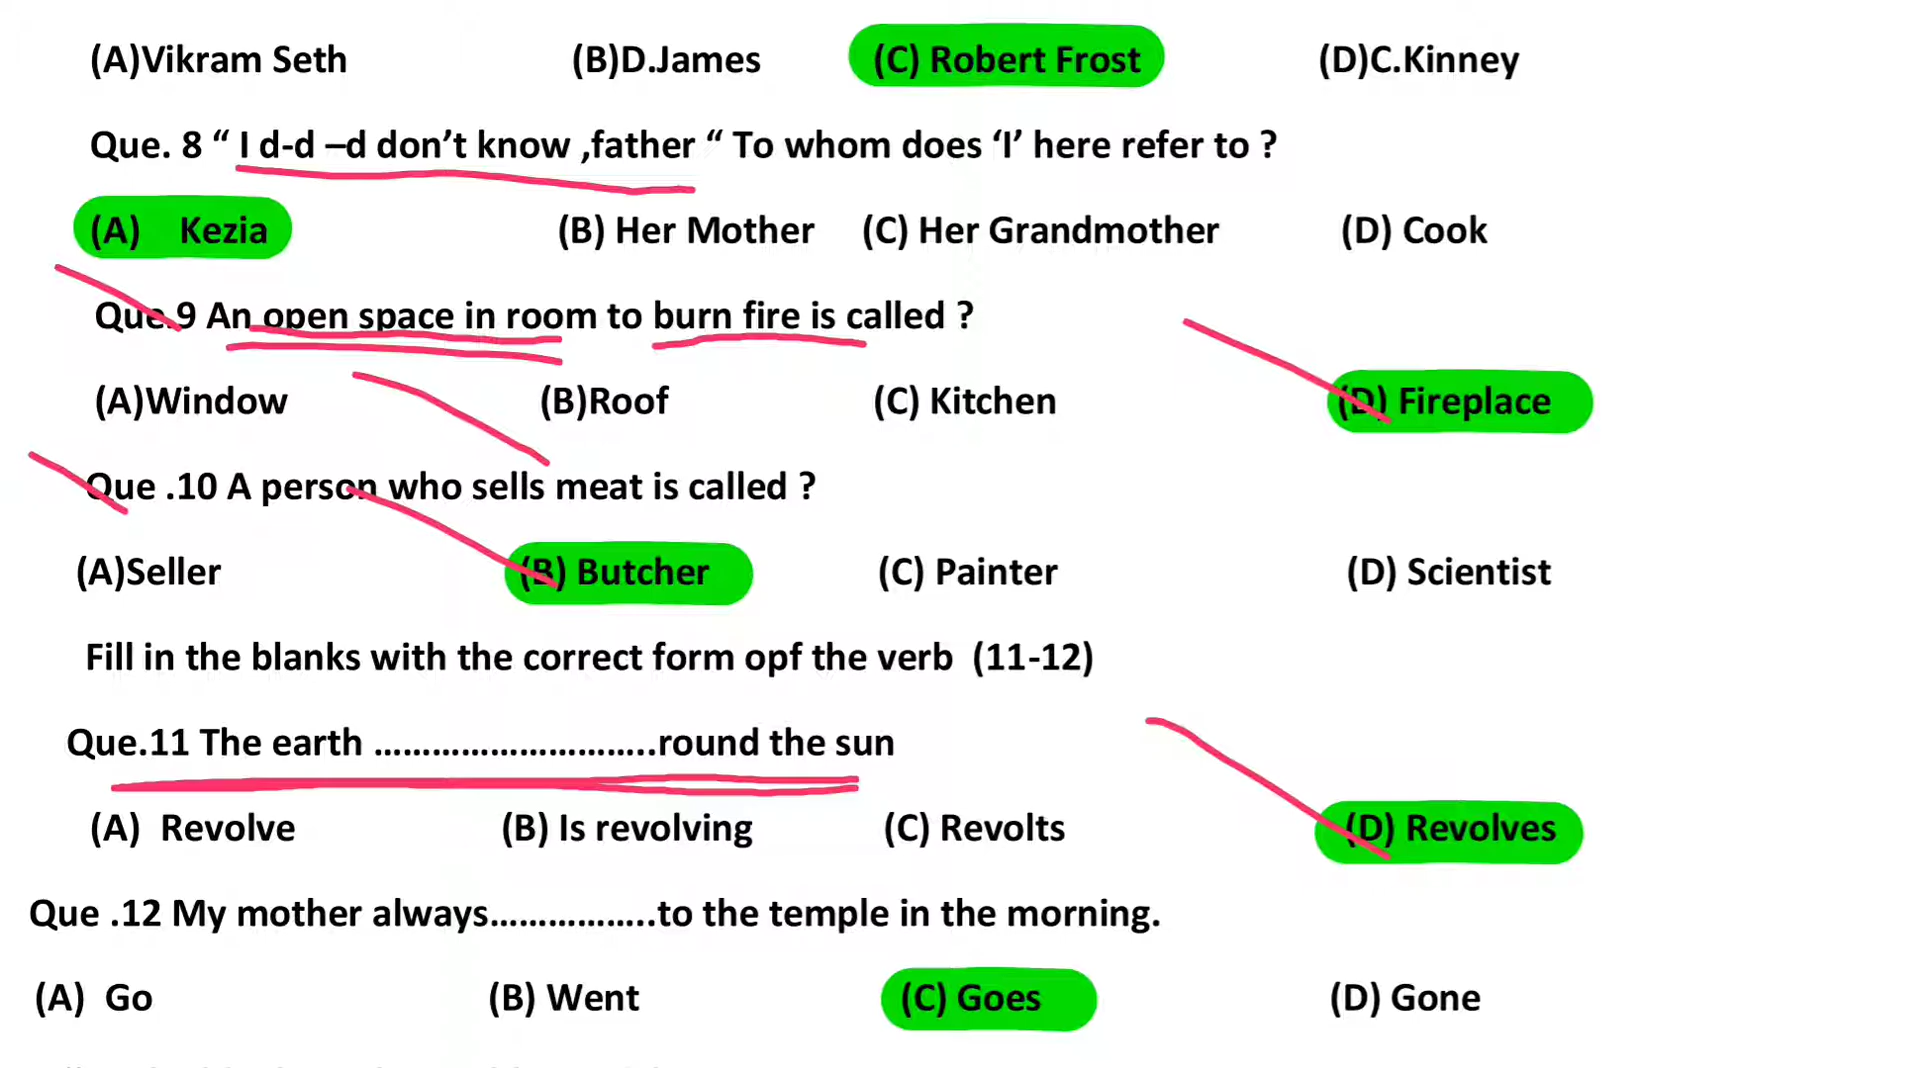 (A)Vikram Seth (B)D.James (C) Robert Frost (D)C.Kinney
Que. 8 “ I d-d –d don’t know ,father “ To whom does ‘I’ here refer to ?
(A) Kezia (B) Her Mother (C) Her Grandmother (D) Cook
Que.9 An open space in room to burn fire is called ?
(A)Window (B)Roof (C) Kitchen (D) Fireplace
Que .10 A person who sells meat is called ?
(A)Seller (B) Butcher (C) Painter (D) Scientist
Fill in the blanks with the correct form opf the verb (11-12)
Que.11 The earth ………………………..round the sun
(A) Revolve (B) Is revolving (C) Revolts (D) Revolves
Que .12 My mother always……………..to the temple in the morning.
(A) Go (B) Went (C) Goes (D) Gone